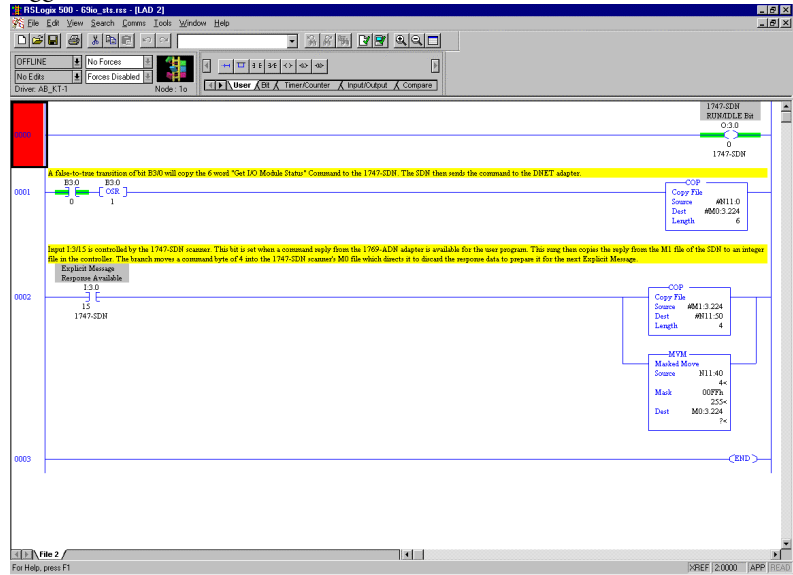 RSLogix 500 - 69io_sts.rss - [LAD 2]
File Edit View Search Comms Tools Window Help
OFFLINE No Forces
No Edits Forces Disabled
Driver: AB_KT-1 Node : 1o
User Bit Timer/Counter Input/Output Compare
1747-SDN
RUN/IDLE Bit
O:3.0
0000
0
1747-SDN
A false-to-true transition of bit B3/0 will copy the 6 word "Get I/O Module Status" Command to the 1747-SDN. The SDN then sends the command to the DNET adapter.
B3:0 B3:0 COP
0001 OSR Copy File
0 1 Source #N11:0
Dest #M0:3.224
Length 6
Input I:3/15 is controlled by the 1747-SDN scanner. This bit is set when a command reply from the 1769-ADN adapter is available for the user program. This rung then copies the reply from the M1 file of the SDN to an integer
file in the controller. The branch moves a command byte of 4 into the 1747-SDN scanner's M0 file which directs it to discard the response data to prepare it for the next Explicit Message.
Explicit Message
Response Available
I:3.0 COP
0002 Copy File
15 Source #M1:3.224
1747-SDN Dest #N11:50
Length 4
MVM
Masked Move
Source N11:40
4<
Mask 00FFh
255<
Dest M0:3.224
?<
0003 END
File 2
For Help, press F1 XREF 2:0000 APP READ